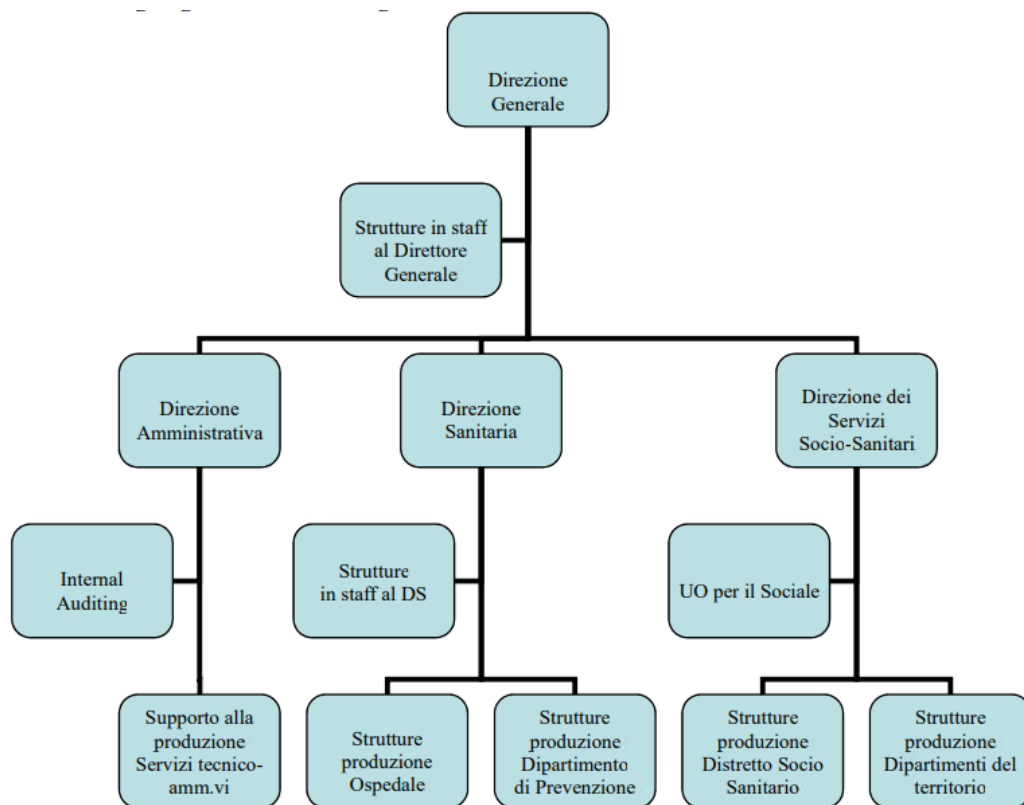 Direzione
Generale
Strutture in staff
al Direttore
Generale
Direzione
Amministrativa
Direzione
Sanitaria
Direzione dei
Servizi
Socio-Sanitari
Internal
Auditing
Strutture
in staff al DS
UO per il Sociale
Supporto alla
produzione
Servizi tecnico-
amm.vi
Strutture
produzione
Ospedale
Strutture
produzione
Dipartimento
di Prevenzione
Strutture
produzione
Distretto Socio
Sanitario
Strutture
produzione
Dipartimenti del
territorio